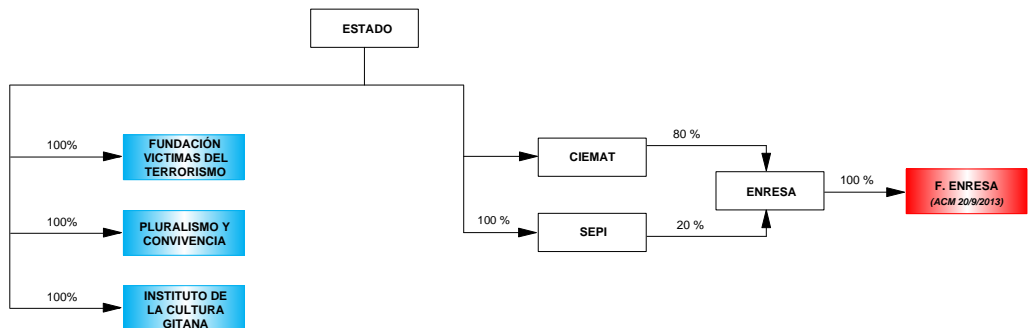 ESTADO
100%
FUNDACIÓN
VICTIMAS DEL
TERRORISMO
100%
PLURALISMO Y
CONVIVENCIA
100%
INSTITUTO DE
LA CULTURA
GITANA
CIEMAT
80 %
100 %
SEPI
20 %
ENRESA
100 %
F. ENRESA
(ACM 20/9/2013)